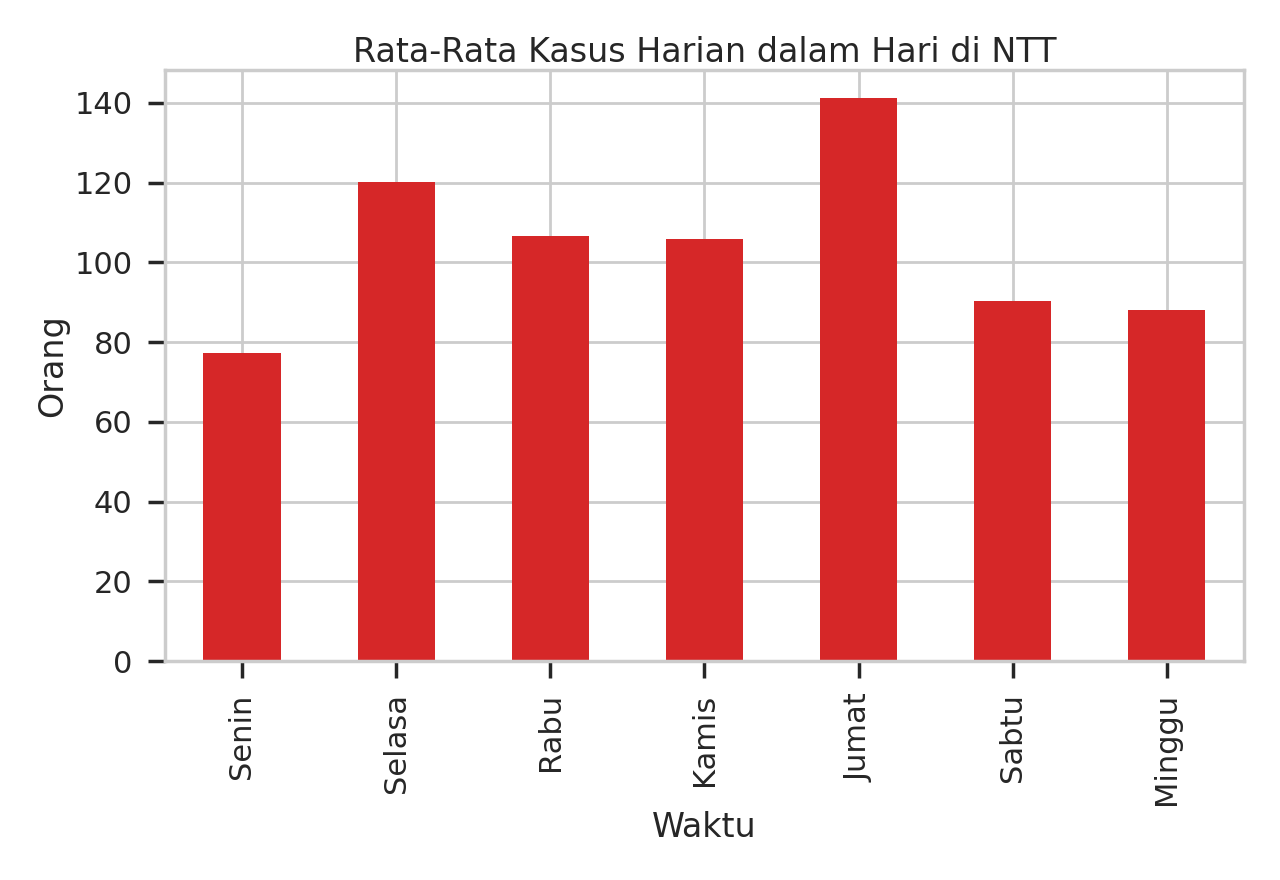 Rata-Rata Kasus Harian dalam Hari di NTT
140
120
100
80
60
40
20
0
Orang
Senin
Selasa
Rabu
Kamis
Jumat
Sabtu
Minggu
Waktu